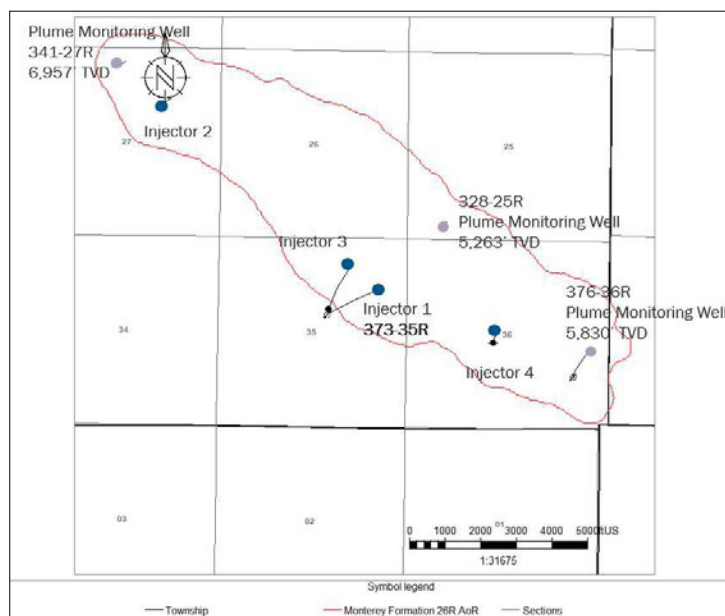 Plume Monitoring Well
341-27R
6,957' TVD
N
Injector 2
27
26
25
328-25R
Plume Monitoring Well
5,263' TVD
Injector 3
376-36R
Plume Monitoring Well
5,830' TVD
Injector 1
373-35R
34
35
36
Injector 4
03
02
01
0 1000 2000 3000 4000 5000ftUS
1:31675
Symbol legend
Township
Monterey Formation 26R AoR
Sections